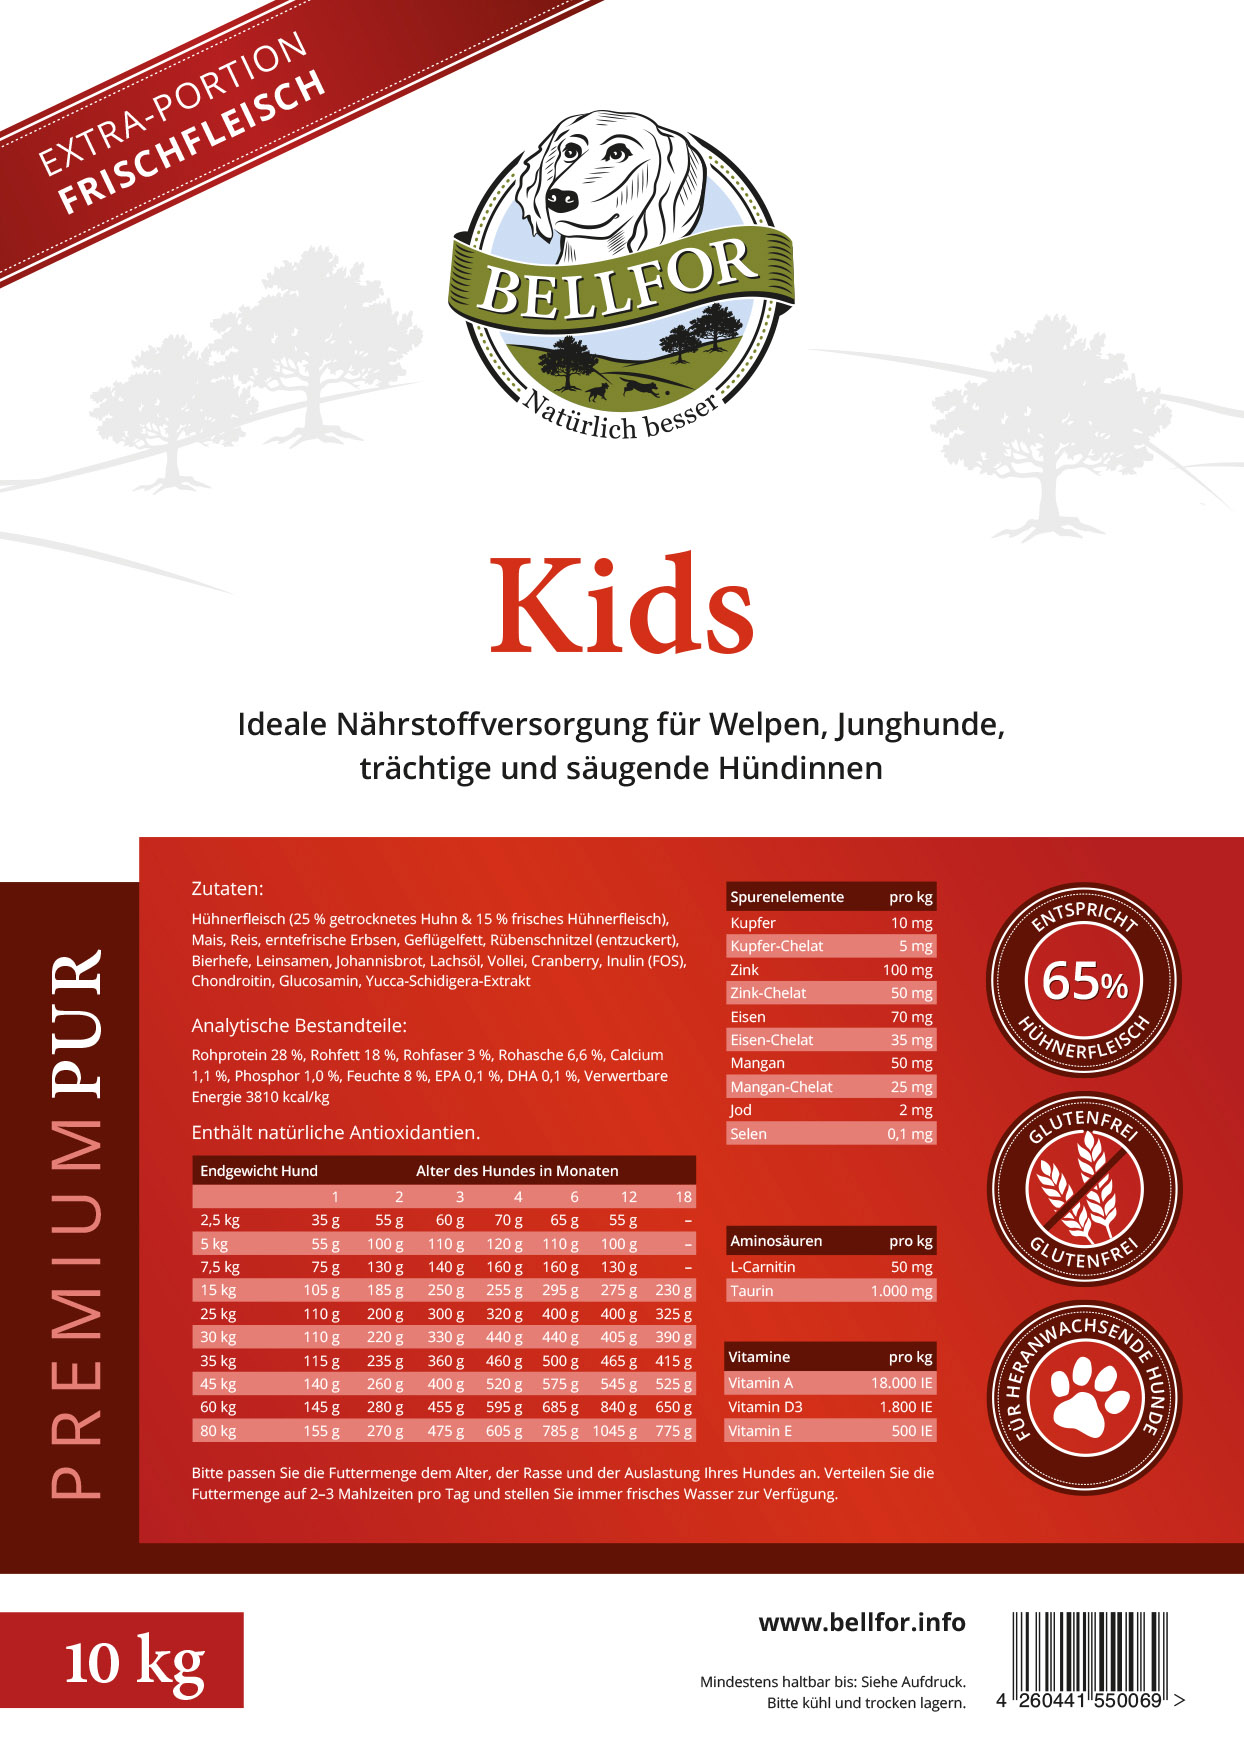 EXTRA-PORTION
FRISCHFLEISCH
BELLFOR
Natürlich besser
Kids
Ideale Nährstoffversorgung für Welpen, Junghunde,
trächtige und säugende Hündinnen
PREMIUM PUR
Zutaten:
Hühnerfleisch (25 % getrocknetes Huhn & 15 % frisches Hühnerfleisch),
Mais, Reis, erntefrische Erbsen, Geflügelfett, Rübenschnitzel (entzuckert),
Bierhefe, Leinsamen, Johannisbrot, Lachsöl, Vollei, Cranberry, Inulin (FOS),
Chondroitin, Glucosamin, Yucca-Schidigera-Extrakt
Analytische Bestandteile:
Rohprotein 28 %, Rohfett 18 %, Rohfaser 3 %, Rohasche 6,6 %, Calcium
1,1 %, Phosphor 1,0 %, Feuchte 8 %, EPA 0,1 %, DHA 0,1 %, Verwertbare
Energie 3810 kcal/kg
Enthält natürliche Antioxidantien.
Endgewicht Hund Alter des Hundes in Monaten
1 2 3 4 6 12 18
2,5 kg 35 g 55 g 60 g 70 g 65 g 55 g –
5 kg 55 g 100 g 110 g 120 g 110 g 100 g –
7,5 kg 75 g 130 g 140 g 160 g 160 g 130 g –
15 kg 105 g 185 g 250 g 255 g 295 g 275 g 230 g
25 kg 110 g 200 g 300 g 320 g 400 g 400 g 325 g
30 kg 110 g 220 g 330 g 440 g 440 g 405 g 390 g
35 kg 115 g 235 g 360 g 460 g 500 g 465 g 415 g
45 kg 140 g 260 g 400 g 520 g 575 g 545 g 525 g
60 kg 145 g 280 g 455 g 595 g 685 g 840 g 650 g
80 kg 155 g 270 g 475 g 605 g 785 g 1045 g 775 g
Bitte passen Sie die Futtermenge dem Alter, der Rasse und der Auslastung Ihres Hundes an. Verteilen Sie die
Futtermenge auf 2–3 Mahlzeiten pro Tag und stellen Sie immer frisches Wasser zur Verfügung.
Spurenelemente pro kg
Kupfer 10 mg
Kupfer-Chelat 5 mg
Zink 100 mg
Zink-Chelat 50 mg
Eisen 70 mg
Eisen-Chelat 35 mg
Mangan 50 mg
Mangan-Chelat 25 mg
Jod 2 mg
Selen 0,1 mg
Aminosäuren pro kg
L-Carnitin 50 mg
Taurin 1.000 mg
Vitamine pro kg
Vitamin A 18.000 IE
Vitamin D3 1.800 IE
Vitamin E 500 IE
ENTSPRICHT
65%
HÜHNERFLEISCH
GLUTENFREI
GLUTENFREI
FÜR HERANWACHSENDE HUNDE
10 kg
www.bellfor.info
Mindestens haltbar bis: Siehe Aufdruck.
Bitte kühl und trocken lagern.
4 260441 550069 >